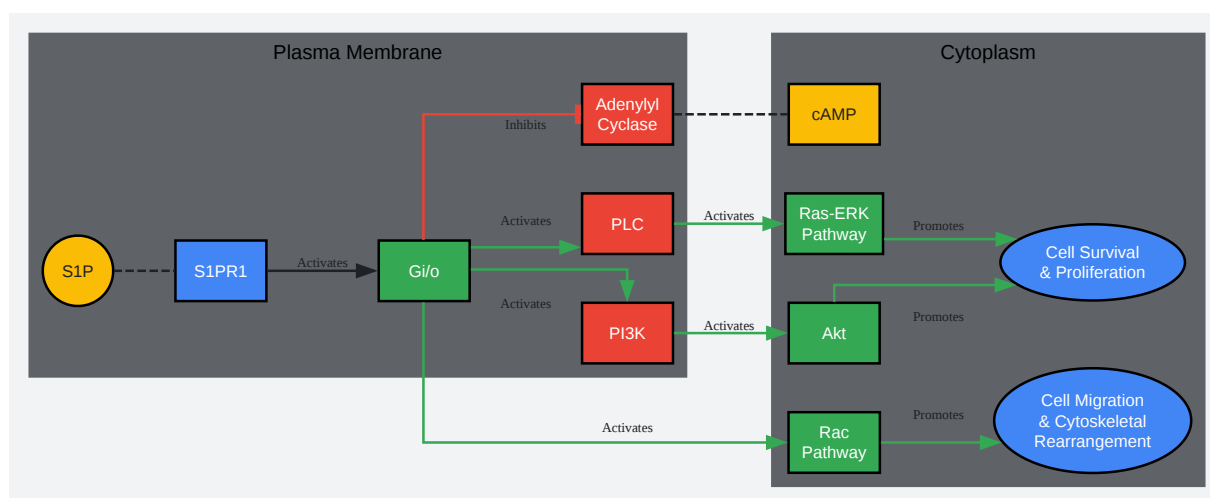 Plasma Membrane
Cytoplasm
Adenylyl
Cyclase
Inhibits
cAMP
Activates
PLC
Activates
Ras-ERK
Pathway
Promotes
Cell Survival
& Proliferation
S1P
S1PR1
Activates
Gi/o
Activates
PI3K
Activates
Akt
Promotes
Cell Migration
& Cytoskeletal
Rearrangement
Activates
Rac
Pathway
Promotes